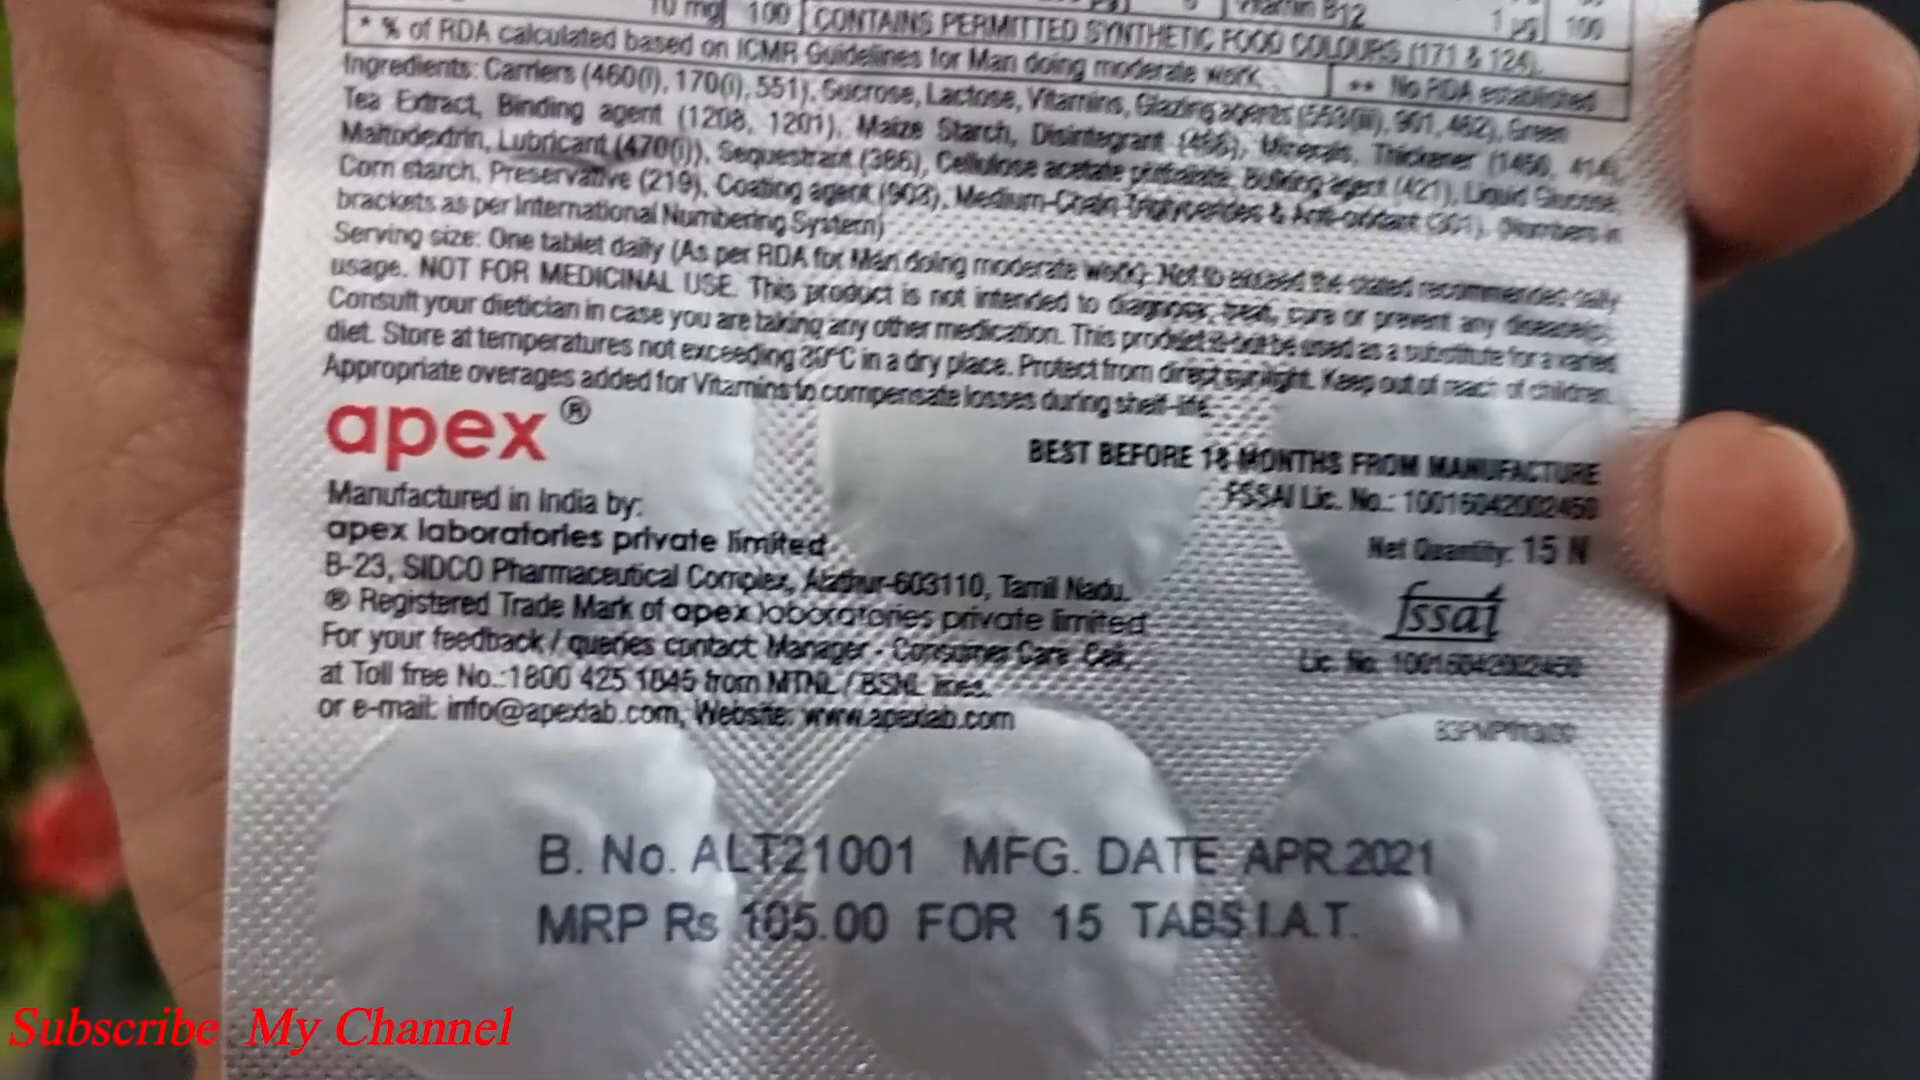 10 mg 100 CONTAINS PERMITTED SYNTHETIC FOOD COLOURS (171 & 124). Vitamin B12 1 µg 100
* % of RDA calculated based on ICMR Guidelines for Man doing moderate work. ** No RDA established
Ingredients: Carriers (460(i), 170(i), 551), Sucrose, Lactose, Vitamins, Glazing agents (553(iii), 901, 462), Green
Tea Extract, Binding agent (1208, 1201), Maize Starch, Disintegrant (466), Minerals, Thickener (1450, 414),
Maltodextrin, Lubricant (470(i)), Sequestrant (386), Cellulose acetate phthalate, Bulking agent (421), Liquid Glucose,
Corn starch, Preservative (219), Coating agent (903), Medium-Chain Triglycerides & Anti-oxidant (301). (Numbers in
brackets as per International Numbering System)
Serving size: One tablet daily (As per RDA for Man doing moderate work). Not to exceed the stated recommended daily
usage. NOT FOR MEDICINAL USE. This product is not intended to diagnose, treat, cure or prevent any disease(s).
Consult your dietician in case you are taking any other medication. This product is not be used as a substitute for a varied
diet. Store at temperatures not exceeding 30°C in a dry place. Protect from direct sunlight. Keep out of reach of children.
Appropriate overages added for Vitamins to compensate losses during shelf-life.
apex ®
BEST BEFORE 18 MONTHS FROM MANUFACTURE
FSSAI Lic. No.: 10016042002450
Net Quantity: 15 N
fssai
Lic. No. 10016042002450
Manufactured in India by:
apex laboratories private limited
B-23, SIDCO Pharmaceutical Complex, Alathur-603110, Tamil Nadu.
® Registered Trade Mark of apex laboratories private limited
For your feedback / queries contact: Manager - Consumer Care Cell,
at Toll free No.:1800 425 1045 from MTNL / BSNL lines.
or e-mail: info@apexlab.com, Website: www.apexlab.com
B. No. ALT21001 MFG. DATE APR.2021
MRP Rs 105.00 FOR 15 TABS I.A.T.
Subscribe My Channel